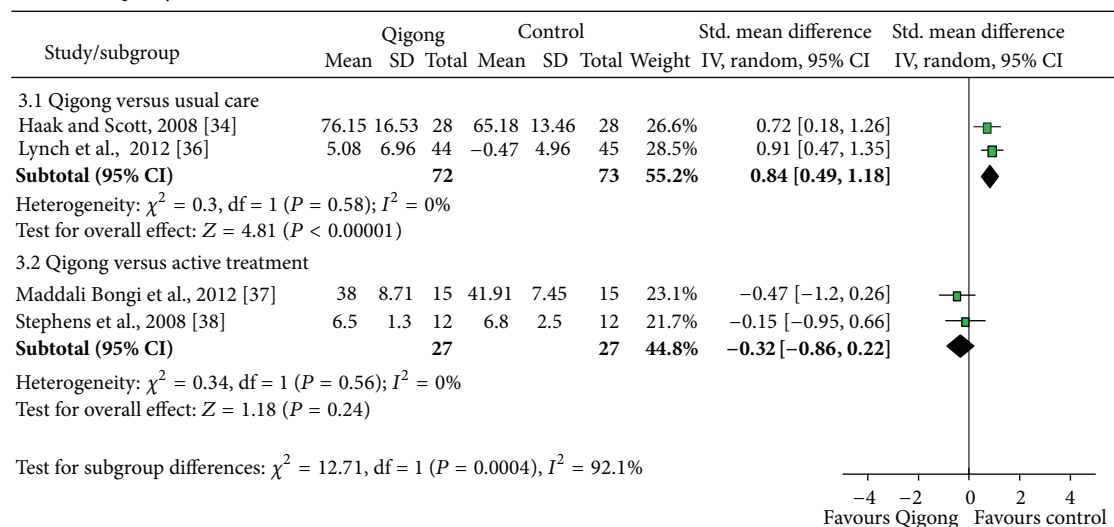 Study/subgroup Qigong Control Std. mean difference Std. mean difference
Mean SD Total Mean SD Total Weight IV, random, 95% CI IV, random, 95% CI
3.1 Qigong versus usual care
Haak and Scott, 2008 [34] 76.15 16.53 28 65.18 13.46 28 26.6% 0.72 [0.18, 1.26]
Lynch et al., 2012 [36] 5.08 6.96 44 −0.47 4.96 45 28.5% 0.91 [0.47, 1.35]
Subtotal (95% CI) 72 73 55.2% 0.84 [0.49, 1.18]
Heterogeneity: χ² = 0.3, df = 1 (P = 0.58); I² = 0%
Test for overall effect: Z = 4.81 (P < 0.00001)
3.2 Qigong versus active treatment
Maddali Bongi et al., 2012 [37] 38 8.71 15 41.91 7.45 15 23.1% −0.47 [−1.2, 0.26]
Stephens et al., 2008 [38] 6.5 1.3 12 6.8 2.5 12 21.7% −0.15 [−0.95, 0.66]
Subtotal (95% CI) 27 27 44.8% −0.32 [−0.86, 0.22]
Heterogeneity: χ² = 0.34, df = 1 (P = 0.56); I² = 0%
Test for overall effect: Z = 1.18 (P = 0.24)
Test for subgroup differences: χ² = 12.71, df = 1 (P = 0.0004), I² = 92.1%
−4 −2 0 2 4
Favours Qigong Favours control